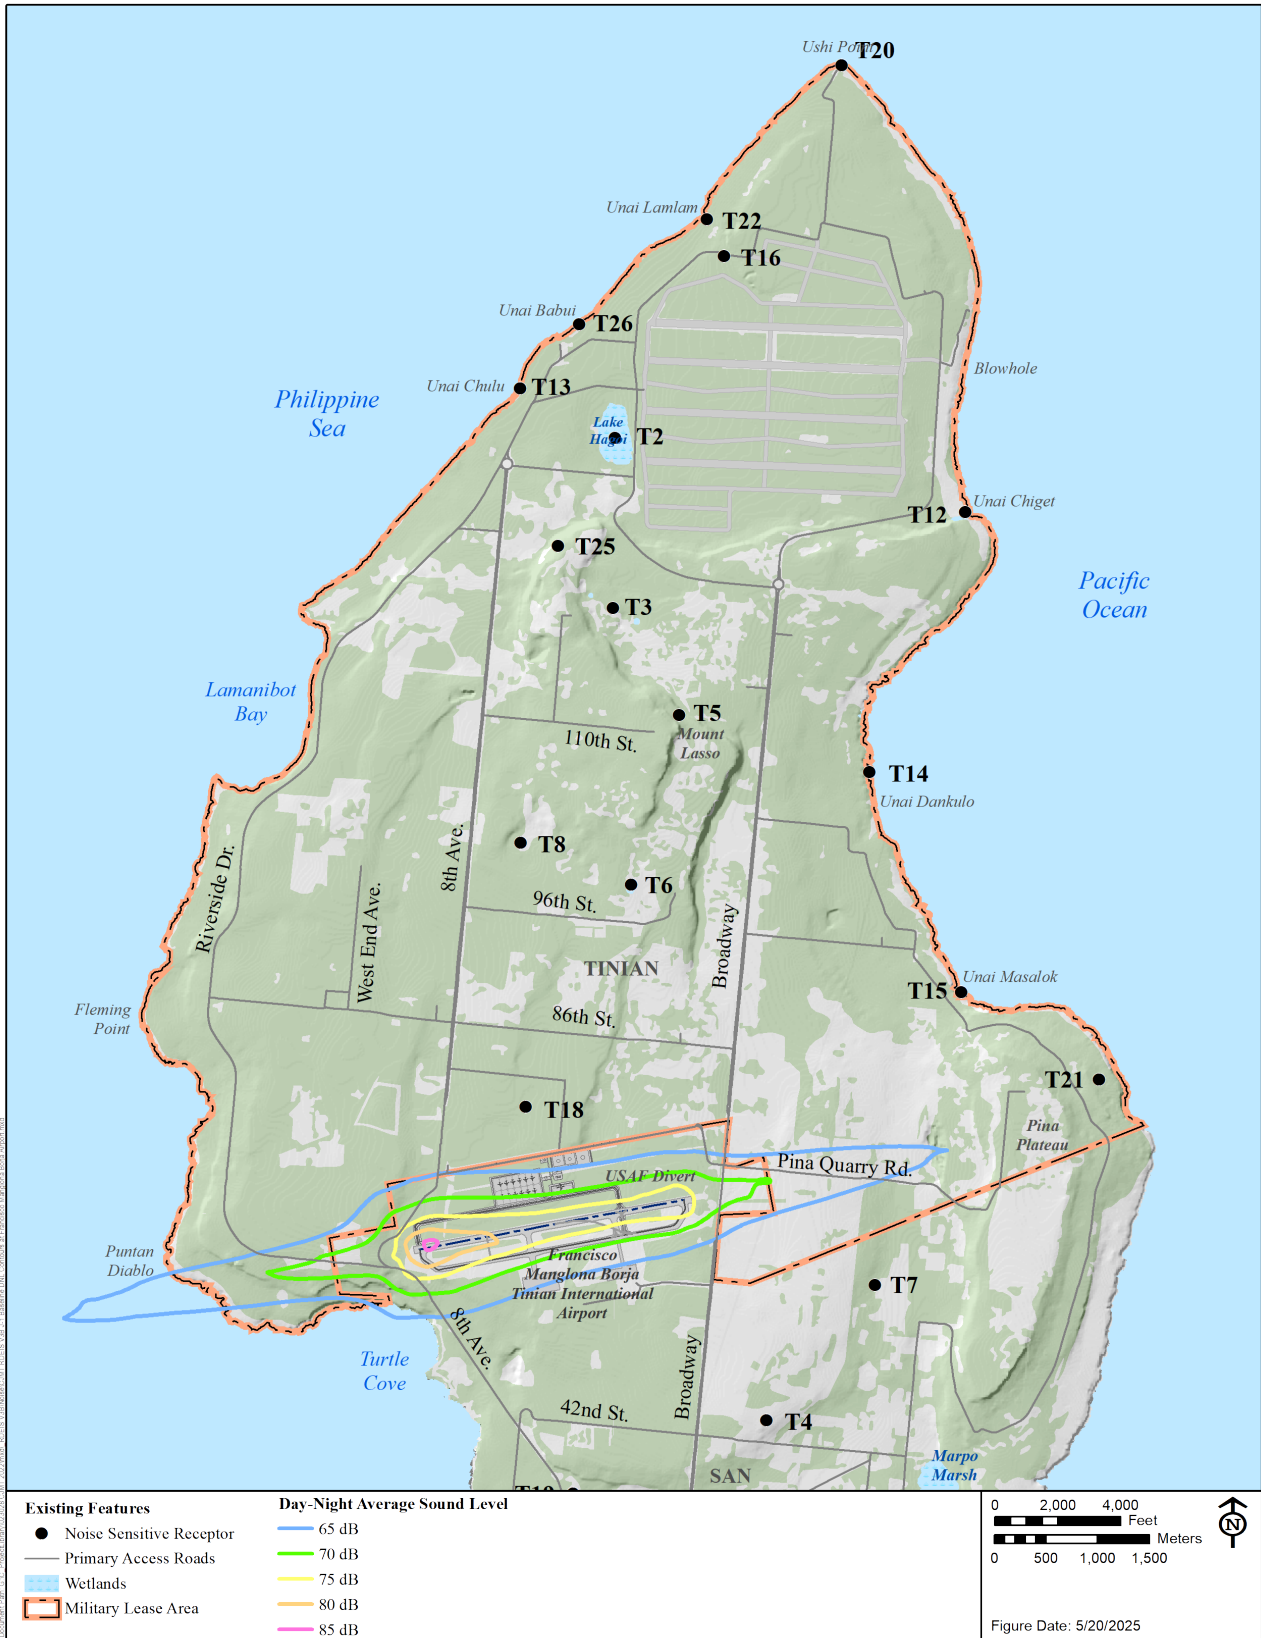 Ushi Point
T20
Unai Lamlam
T22
T16
Unai Babui
T26
Blowhole
Unai Chulu
T13
Philippine
Sea
Lake
Hagoi
T2
Unai Chiget
T12
T25
Pacific
Ocean
T3
Lamanibot
Bay
T5
Mount
Lasso
110th St.
T14
Unai Dankulo
T8
8th Ave.
T6
96th St.
Riverside Dr.
West End Ave.
Broadway
TINIAN
Unai Masalok
T15
Fleming
Point
86th St.
T21
T18
Pina
Plateau
Pina Quarry Rd.
USAF Divert
Puntan
Diablo
Francisco
Manglona Borja
Tinian International
Airport
T7
8th Ave.
Turtle
Cove
Broadway
42nd St.
T4
Marpo
Marsh
SAN
Existing Features
Noise Sensitive Receptor
Primary Access Roads
Wetlands
Military Lease Area
Day-Night Average Sound Level
65 dB
70 dB
75 dB
80 dB
85 dB
0 2,000 4,000
Feet
Meters
0 500 1,000 1,500
N
Figure Date: 5/20/2025